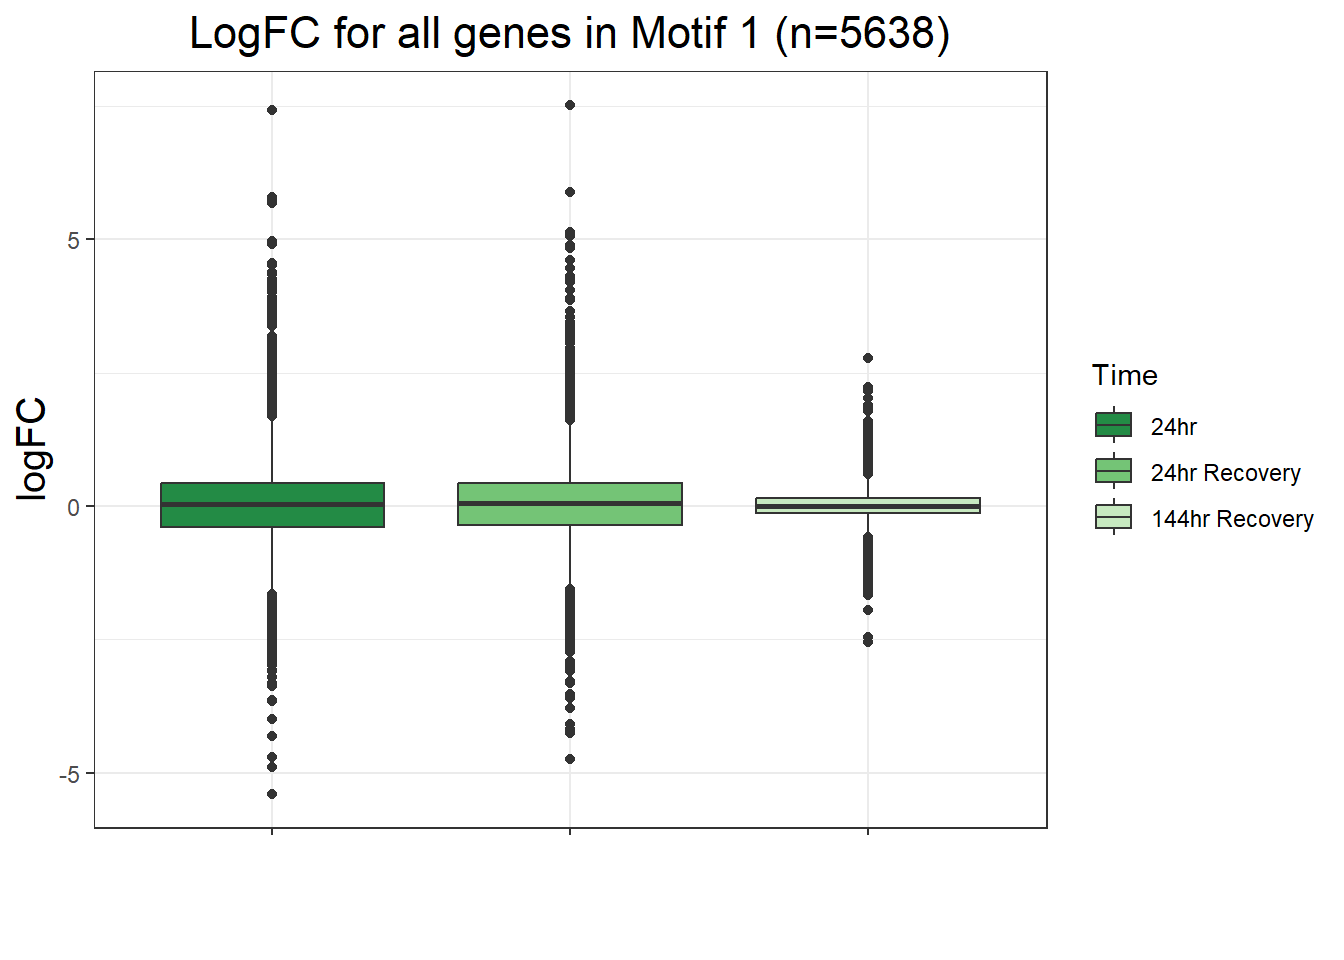 LogFC for all genes in Motif 1 (n=5638)
logFC
5
0
-5
Time
24hr
24hr Recovery
144hr Recovery